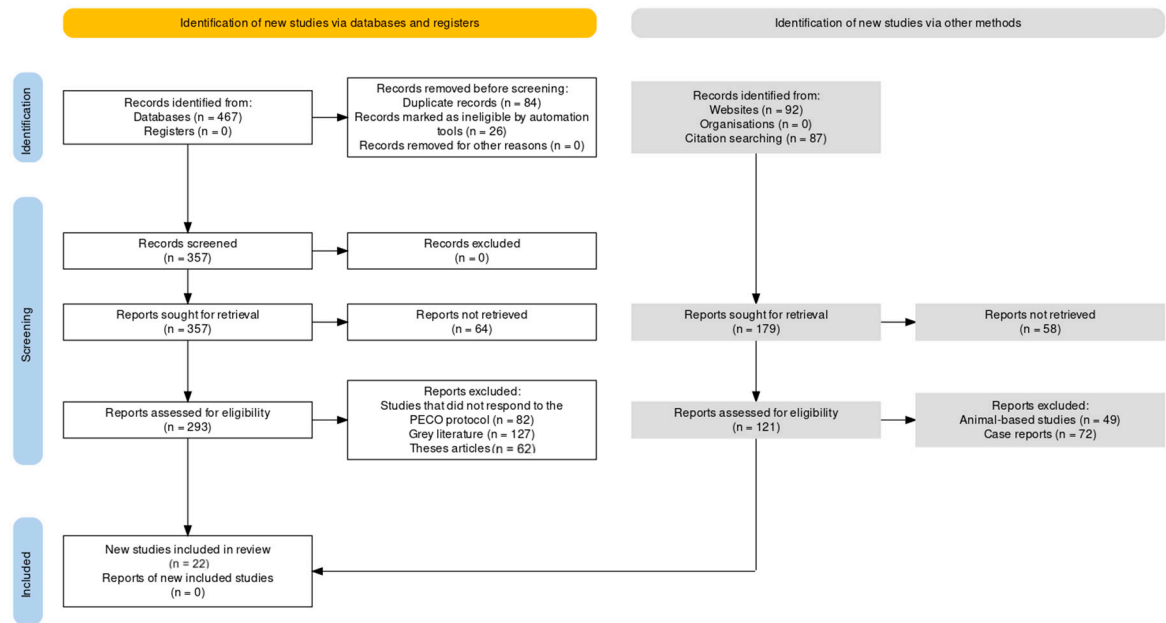 Identification of new studies via databases and registers
Identification of new studies via other methods
Identification
Records identified from:
Databases (n = 467)
Registers (n = 0)
Records removed before screening:
Duplicate records (n = 84)
Records marked as ineligible by automation
tools (n = 26)
Records removed for other reasons (n = 0)
Records identified from:
Websites (n = 92)
Organisations (n = 0)
Citation searching (n = 87)
Screening
Records screened
(n = 357)
Records excluded
(n = 0)
Reports sought for retrieval
(n = 357)
Reports not retrieved
(n = 64)
Reports sought for retrieval
(n = 179)
Reports not retrieved
(n = 58)
Reports assessed for eligibility
(n = 293)
Reports excluded:
Studies that did not respond to the
PECO protocol (n = 82)
Grey literature (n = 127)
Theses articles (n = 62)
Reports assessed for eligibility
(n = 121)
Reports excluded:
Animal-based studies (n = 49)
Case reports (n = 72)
Included
New studies included in review
(n = 22)
Reports of new included studies
(n = 0)